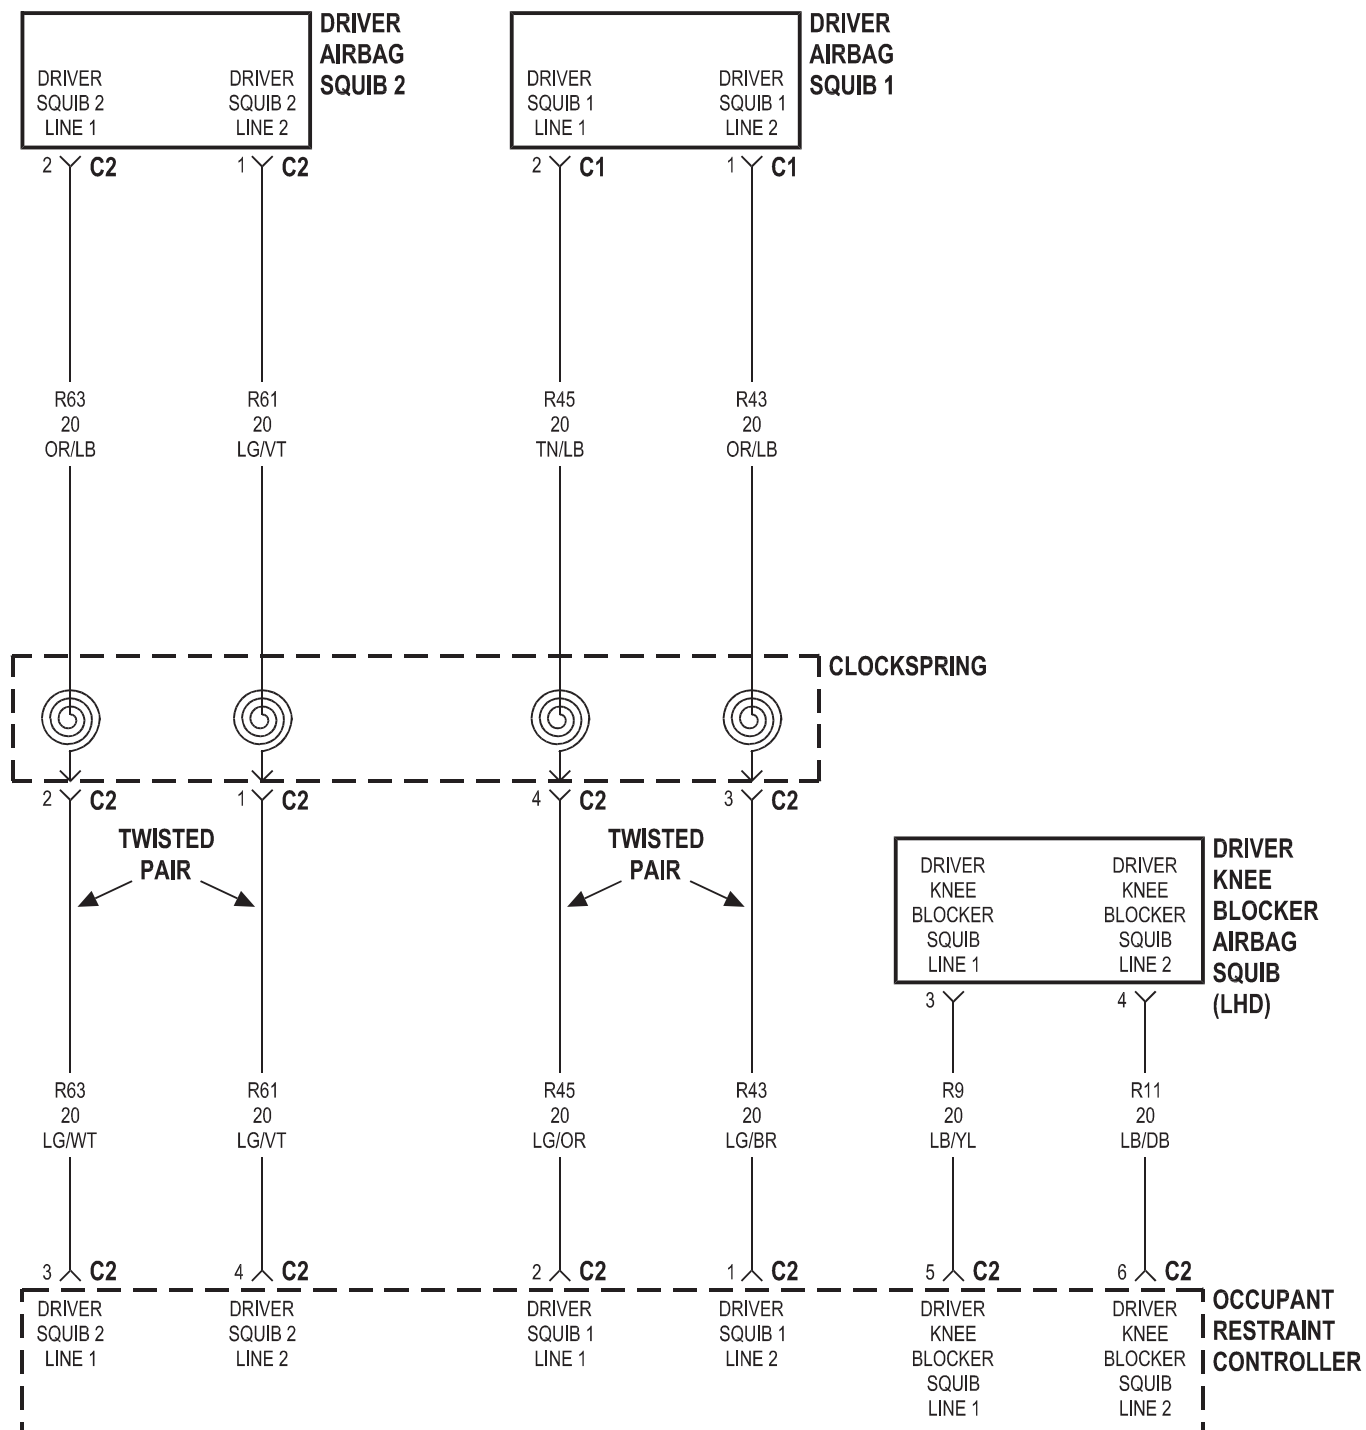 DRIVER
AIRBAG
SQUIB 2
DRIVER
SQUIB 2
LINE 1
DRIVER
SQUIB 2
LINE 2
2 C2
1 C2
DRIVER
AIRBAG
SQUIB 1
DRIVER
SQUIB 1
LINE 1
DRIVER
SQUIB 1
LINE 2
2 C1
1 C1
R63
20
OR/LB
R61
20
LG/VT
R45
20
TN/LB
R43
20
OR/LB
CLOCKSPRING
2 C2
1 C2
4 C2
3 C2
TWISTED
PAIR
TWISTED
PAIR
DRIVER
KNEE
BLOCKER
AIRBAG
SQUIB
(LHD)
DRIVER
KNEE
BLOCKER
SQUIB
LINE 1
DRIVER
KNEE
BLOCKER
SQUIB
LINE 2
3
4
R63
20
LG/WT
R61
20
LG/VT
R45
20
LG/OR
R43
20
LG/BR
R9
20
LB/YL
R11
20
LB/DB
3 C2
4 C2
2 C2
1 C2
5 C2
6 C2
DRIVER
SQUIB 2
LINE 1
DRIVER
SQUIB 2
LINE 2
DRIVER
SQUIB 1
LINE 1
DRIVER
SQUIB 1
LINE 2
DRIVER
KNEE
BLOCKER
SQUIB
LINE 1
DRIVER
KNEE
BLOCKER
SQUIB
LINE 2
OCCUPANT
RESTRAINT
CONTROLLER